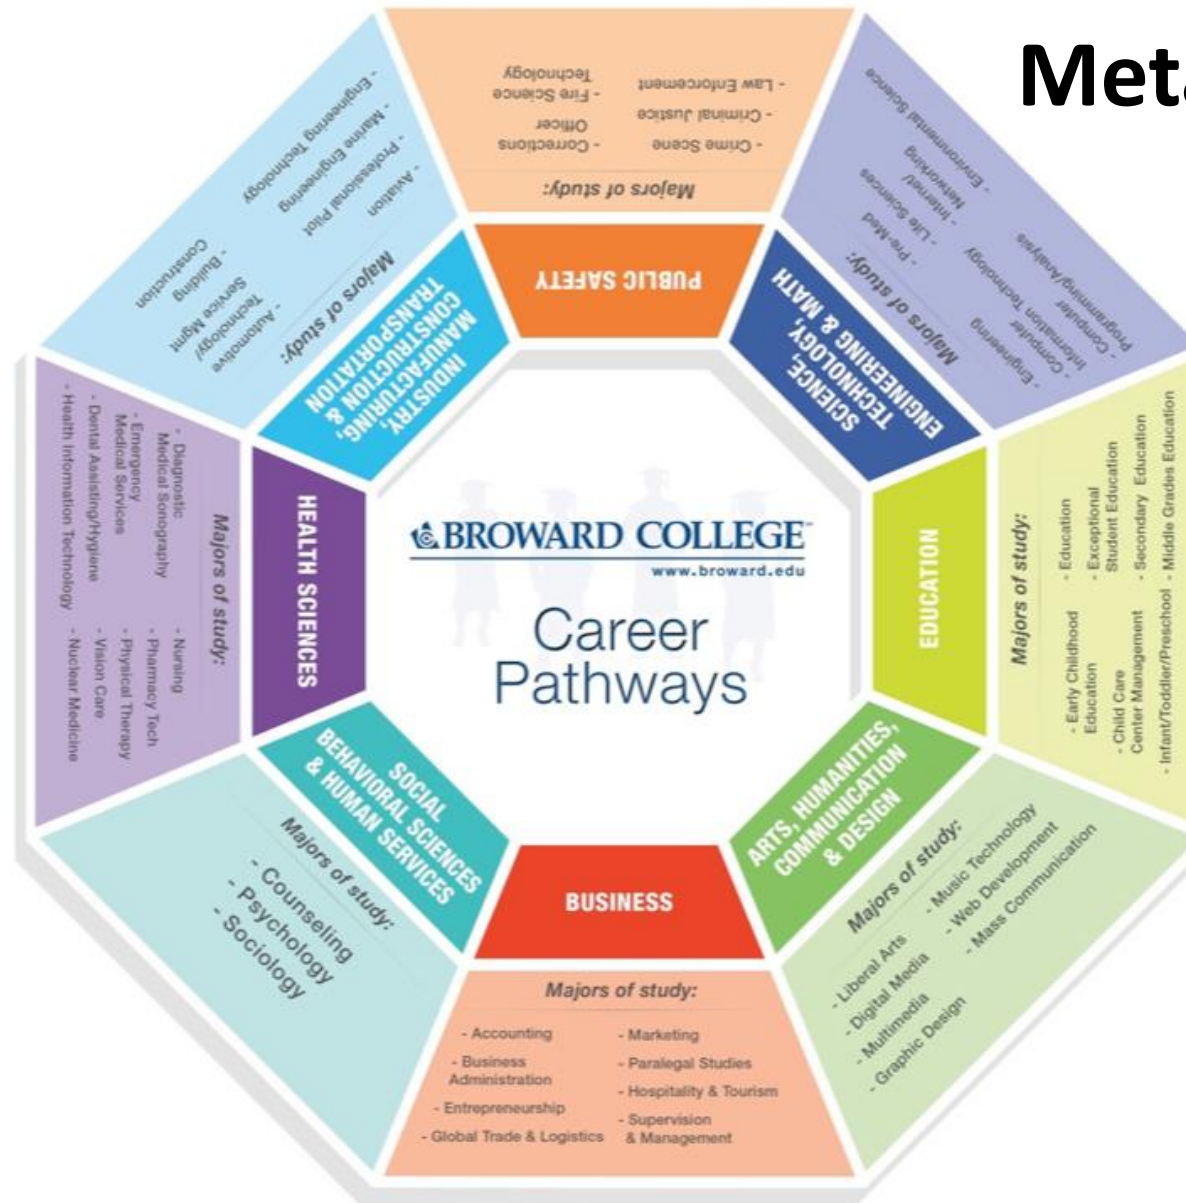 Meta
BROWARD COLLEGE
www.broward.edu
Career
Pathways
PUBLIC SAFETY
Majors of study:
- Crime Scene
- Criminal Justice
- Law Enforcement
- Corrections
Officer
- Fire Science
Technology
SCIENCE,
TECHNOLOGY,
ENGINEERING & MATH
Majors of study:
- Engineering
- Computer
Information Technology
- Computer
Programming/Analysis
- Pre-Med
- Life Sciences
- Internet/
Networking
- Environmental Science
EDUCATION
Majors of study:
- Early Childhood
Education
- Child Care
Center Management
- Infant/Toddler/Preschool
- Education
- Exceptional
Student Education
- Secondary Education
- Middle Grades Education
ARTS, HUMANITIES,
COMMUNICATION
& DESIGN
Majors of study:
- Liberal Arts
- Digital Media
- Multimedia
- Graphic Design
- Music Technology
- Web Development
- Mass Communication
BUSINESS
Majors of study:
- Accounting
- Business
Administration
- Entrepreneurship
- Global Trade & Logistics
- Marketing
- Paralegal Studies
- Hospitality & Tourism
- Supervision
& Management
SOCIAL
BEHAVIORAL SCIENCES
& HUMAN SERVICES
Majors of study:
- Counseling
- Psychology
- Sociology
HEALTH SCIENCES
Majors of study:
- Diagnostic
Medical Sonography
- Emergency
Medical Services
- Dental Assisting/Hygiene
- Health Information Technology
- Nursing
- Pharmacy Tech
- Physical Therapy
- Vision Care
- Nuclear Medicine
INDUSTRY,
MANUFACTURING,
CONSTRUCTION &
TRANSPORTATION
Majors of study:
- Automotive
Technology/
Service Mgmt
- Building
Construction
- Aviation
- Professional Pilot
- Marine Engineering
- Engineering Technology